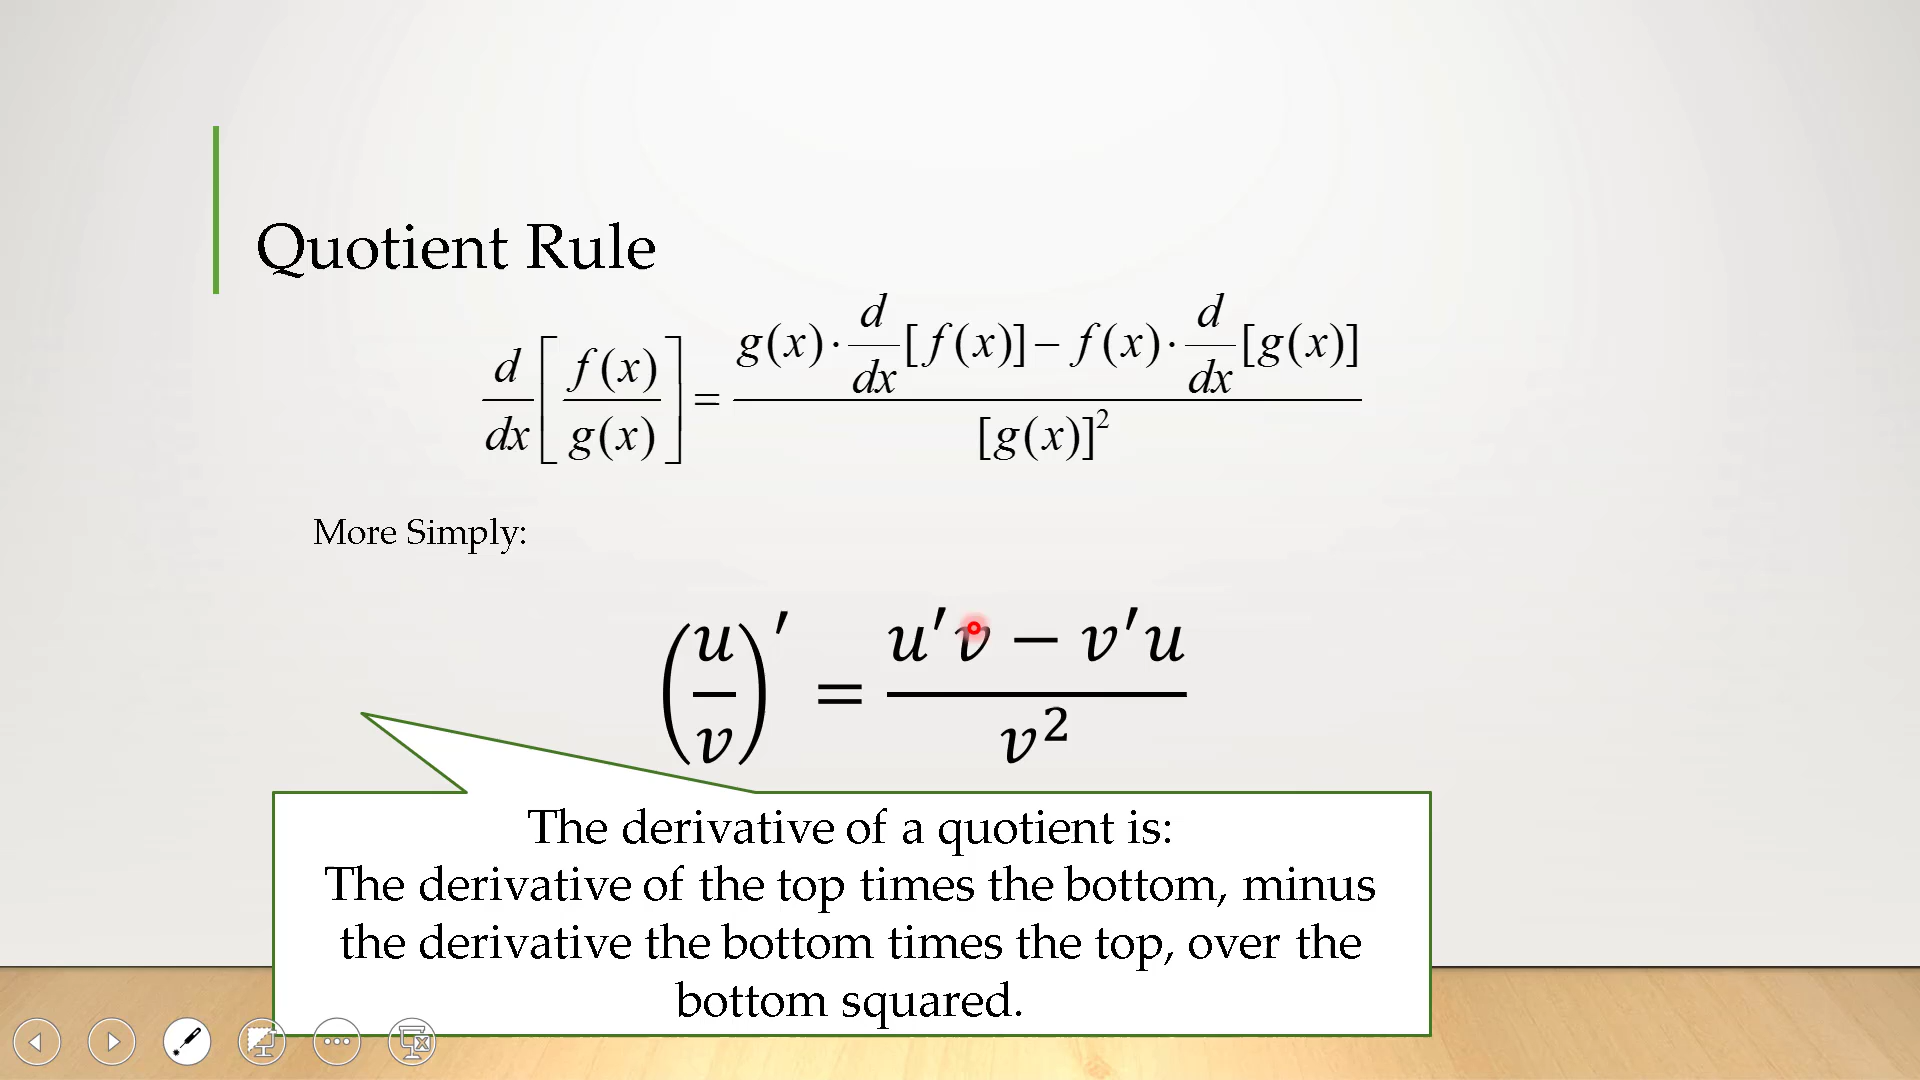 Quotient Rule
d/dx [f(x)/g(x)] = (g(x)·d/dx[f(x)] − f(x)·d/dx[g(x)])/[g(x)]²
More Simply:
(u/v)′ = (u′v − v′u)/v²
The derivative of a quotient is:
The derivative of the top times the bottom, minus
the derivative the bottom times the top, over the
bottom squared.